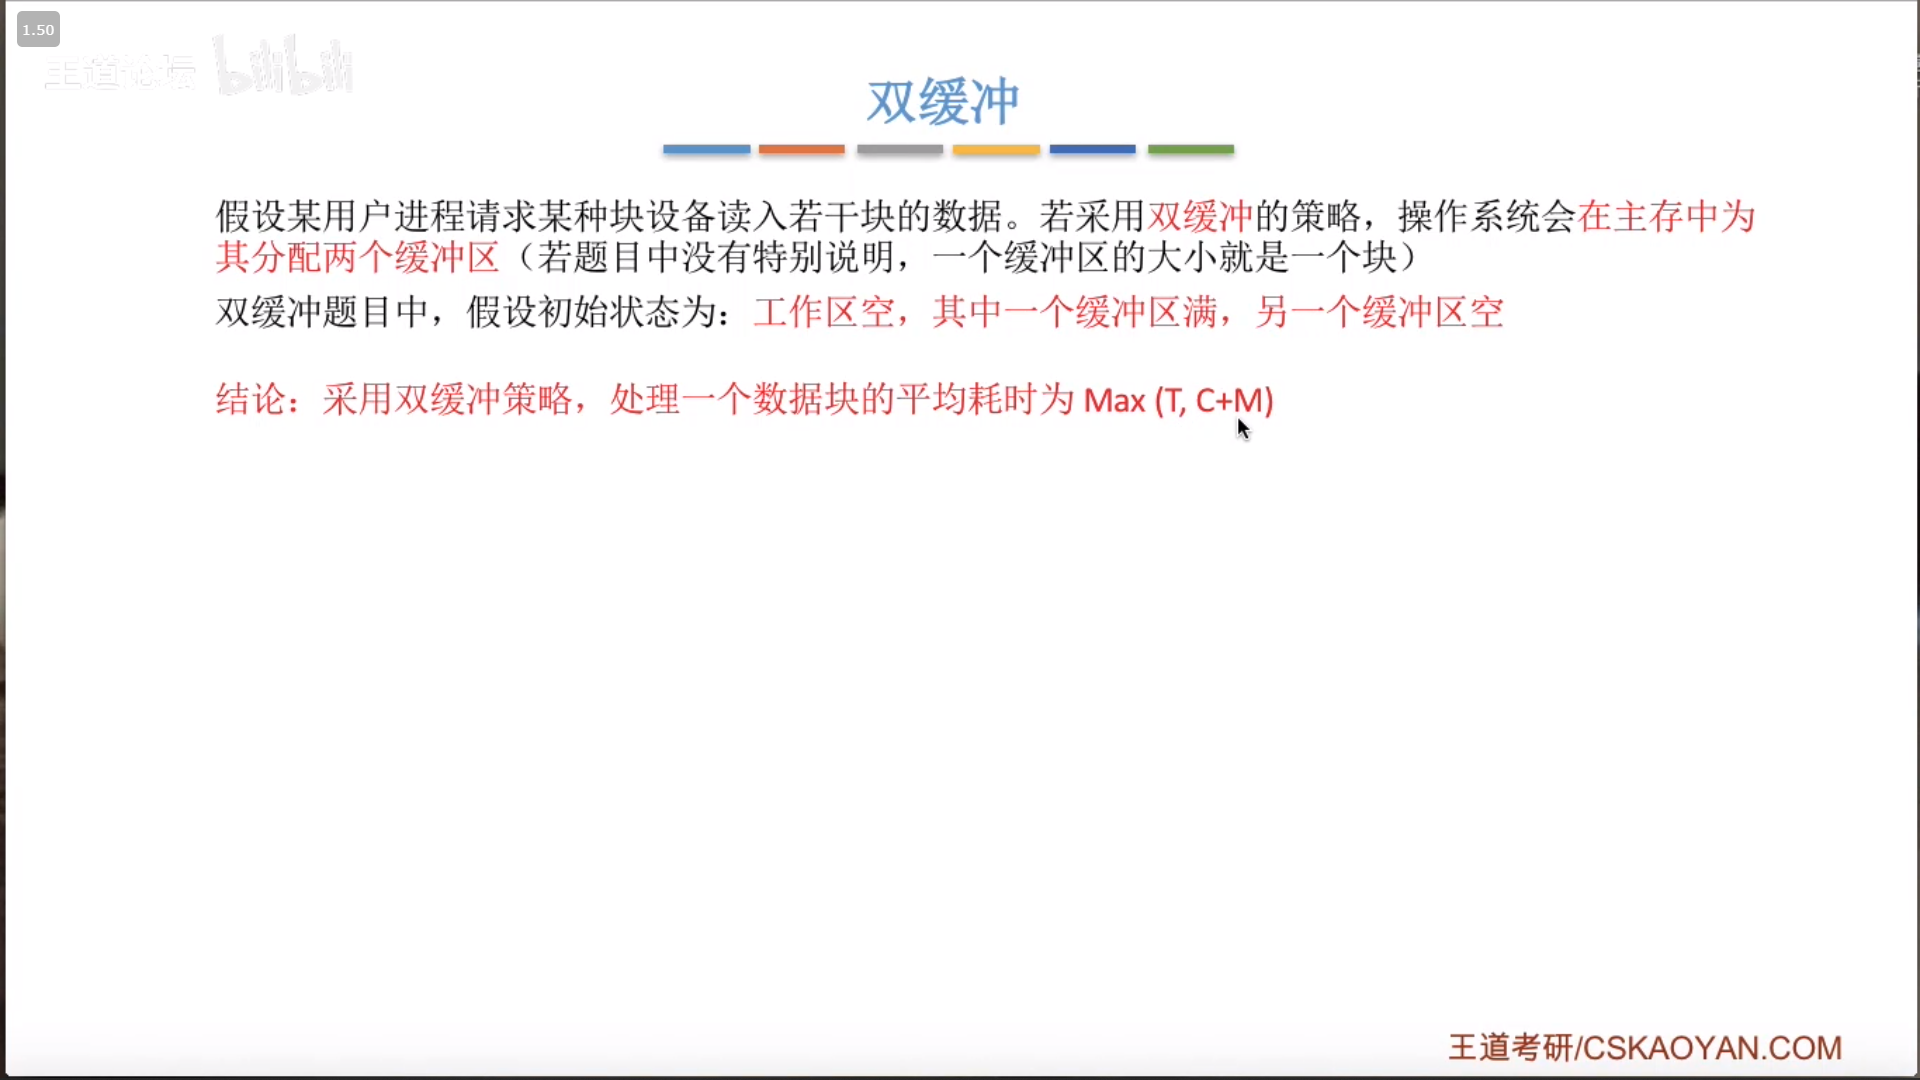 1.50
王道论坛 bilibili
双缓冲
假设某用户进程请求某种块设备读入若干块的数据。若采用双缓冲的策略，操作系统会在主存中为
其分配两个缓冲区（若题目中没有特别说明，一个缓冲区的大小就是一个块）
双缓冲题目中，假设初始状态为：工作区空，其中一个缓冲区满，另一个缓冲区空
结论：采用双缓冲策略，处理一个数据块的平均耗时为 Max (T, C+M)
王道考研/CSKAOYAN.COM